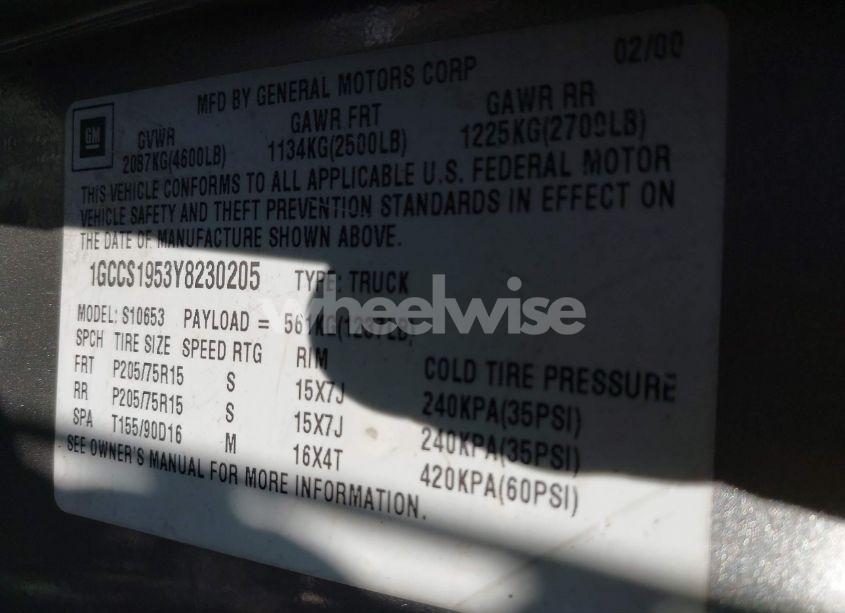 02/00
MFD BY GENERAL MOTORS CORP
GM
GVWR GAWR FRT GAWR RR
2087KG(4600LB) 1134KG(2500LB) 1225KG(2700LB)
THIS VEHICLE CONFORMS TO ALL APPLICABLE U.S. FEDERAL MOTOR
VEHICLE SAFETY AND THEFT PREVENTION STANDARDS IN EFFECT ON
THE DATE OF MANUFACTURE SHOWN ABOVE.
1GCCS1953Y8230205 TYPE: TRUCK
wheelwise
MODEL: S10653 PAYLOAD =
SPCH TIRE SIZE SPEED RTG RIM COLD TIRE PRESSURE
FRT P205/75R15 S 15X7J 240KPA(35PSI)
RR P205/75R15 S 15X7J 240KPA(35PSI)
SPA T155/90D16 M 16X4T 420KPA(60PSI)
SEE OWNER'S MANUAL FOR MORE INFORMATION.